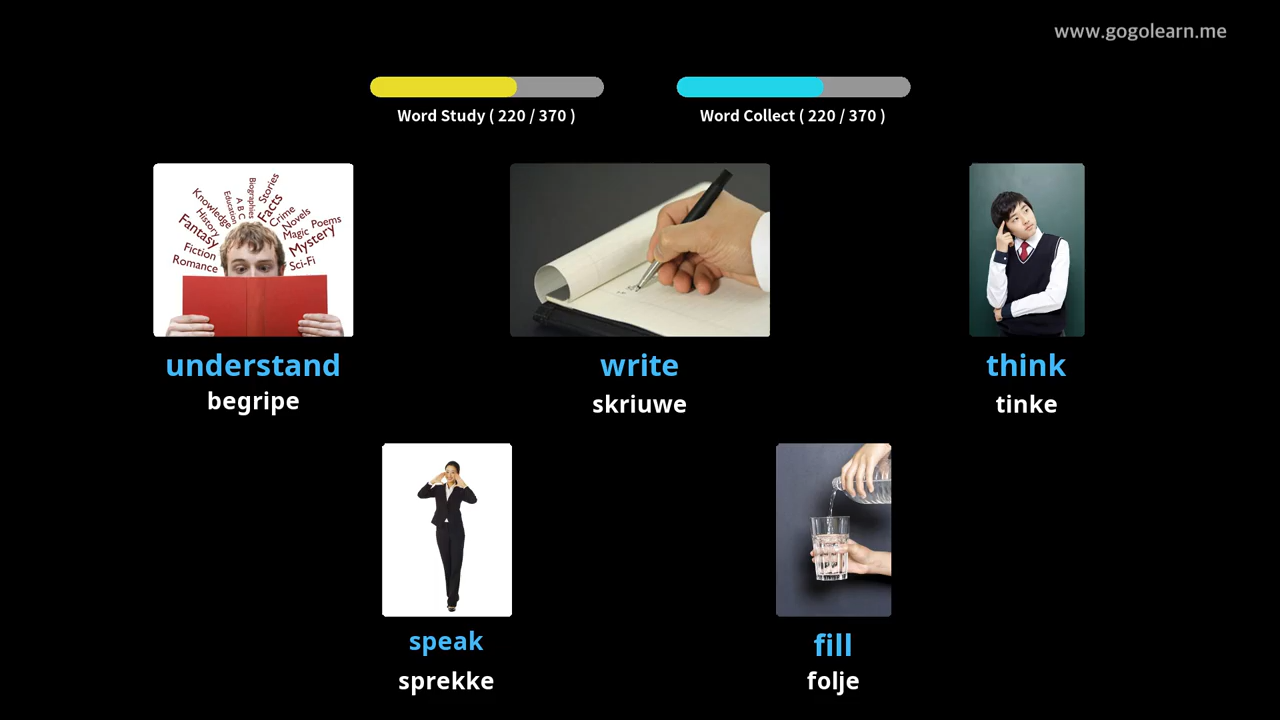 www.gogolearn.me
Word Study ( 220 / 370 )
Word Collect ( 220 / 370 )
Knowledge
History
Fantasy
Fiction
Romance
Education
A B C
Biographies
Stories
Facts
Crime
Novels
Magic
Poems
Mystery
Sci-Fi
understand
begripe
write
skriuwe
think
tinke
speak
sprekke
fill
folje